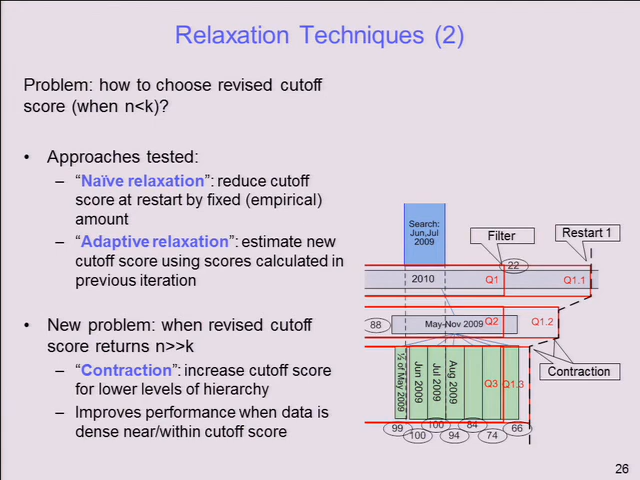 Relaxation Techniques (2)
Problem: how to choose revised cutoff
score (when n<k)?
• Approaches tested:
– “Naïve relaxation”: reduce cutoff
score at restart by fixed (empirical)
amount
– “Adaptive relaxation”: estimate new
cutoff score using scores calculated in
previous iteration
• New problem: when revised cutoff
score returns n>>k
– “Contraction”: increase cutoff score
for lower levels of hierarchy
– Improves performance when data is
dense near/within cutoff score
Search:
Jun,Jul
2009
Filter
Restart 1
22
2010
Q1
Q1.1
88
May-Nov 2009
Q2
Q1.2
Contraction
½ of May 2009
Jun 2009
Jul 2009
Aug 2009
Q3
Q1.3
99
100
100
94
84
74
66
26